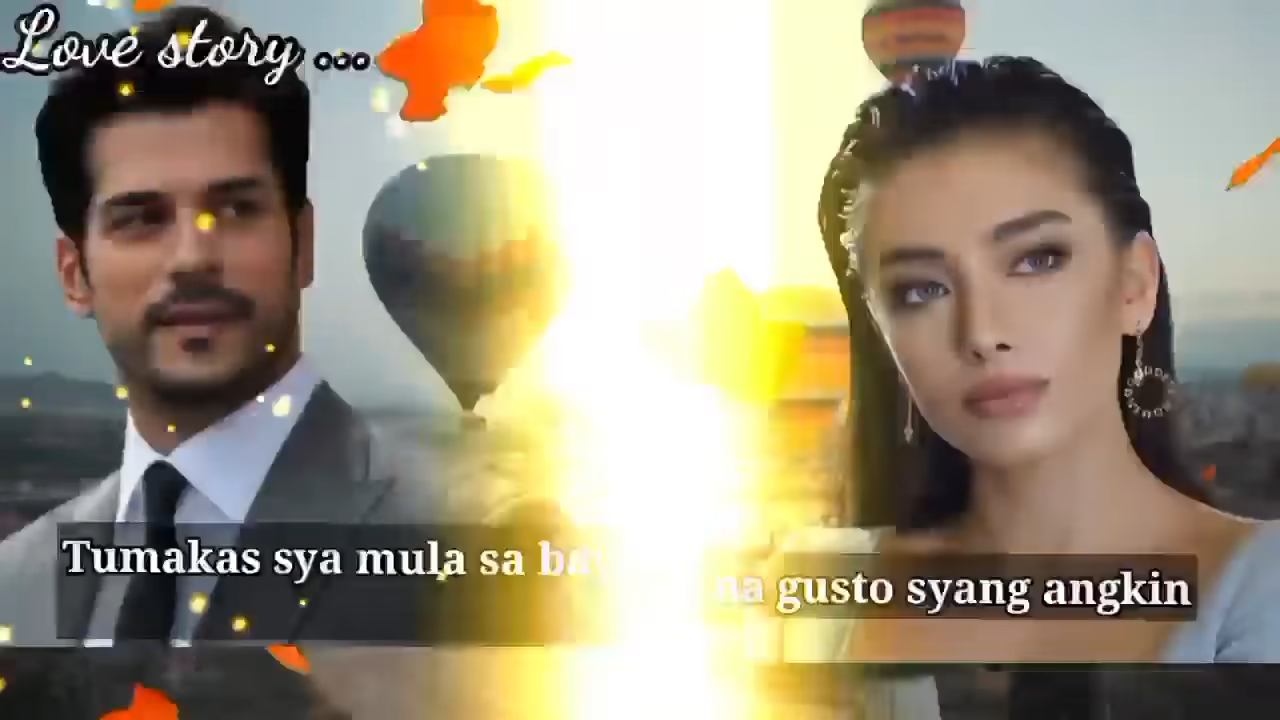 Love story ...
Tumakas sya mula sa
na gusto syang angkin